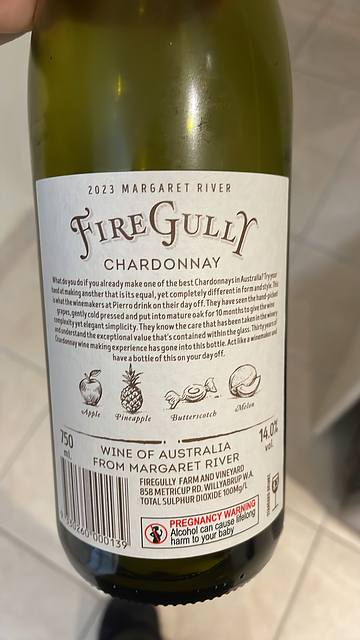 2023 MARGARET RIVER
FIREGULLY
CHARDONNAY
What do you do if you already make one of the best Chardonnays in Australia? Try your
hand at making another that is its equal, yet completely different in form and style. This
is what the winemakers at Pierro drink on their day off. They have seen the hand-picked
grapes, gently cold pressed and put into mature oak for 10 months to give the wine
complexity yet elegant simplicity. They know the care that has been taken in the winery
and understand the exceptional value that's contained within the glass. Thirty years of
Chardonnay wine making experience has gone into this bottle. Act like a winemaker and
have a bottle of this on your day off.
Apple Pineapple Butterscotch Melon
750 ml
14.0% vol.
WINE OF AUSTRALIA
FROM MARGARET RIVER
FIREGULLY FARM AND VINEYARD
858 METRICUP RD. WILLYABRUP W.A.
TOTAL SULPHUR DIOXIDE 100Mg/L
PREGNANCY WARNING
Alcohol can cause lifelong
harm to your baby